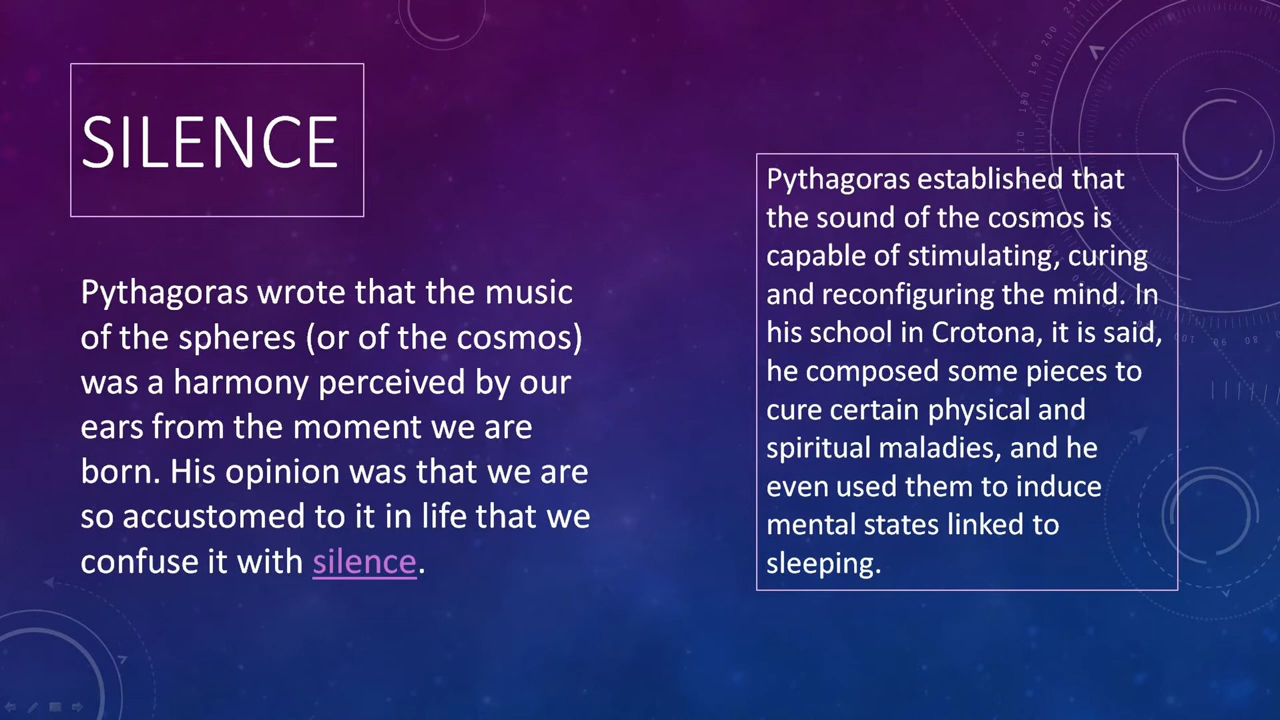 SILENCE
Pythagoras wrote that the music
of the spheres (or of the cosmos)
was a harmony perceived by our
ears from the moment we are
born. His opinion was that we are
so accustomed to it in life that we
confuse it with silence.
Pythagoras established that
the sound of the cosmos is
capable of stimulating, curing
and reconfiguring the mind. In
his school in Crotona, it is said,
he composed some pieces to
cure certain physical and
spiritual maladies, and he
even used them to induce
mental states linked to
sleeping.